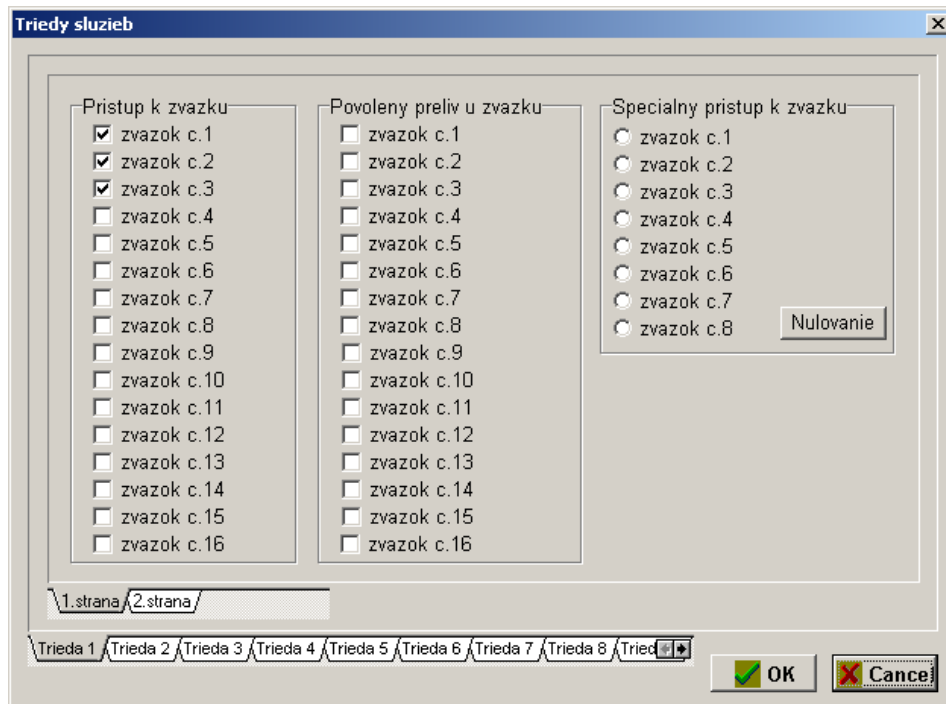 Triedy sluzieb
Pristup k zvazku
zvazok c.1
zvazok c.2
zvazok c.3
zvazok c.4
zvazok c.5
zvazok c.6
zvazok c.7
zvazok c.8
zvazok c.9
zvazok c.10
zvazok c.11
zvazok c.12
zvazok c.13
zvazok c.14
zvazok c.15
zvazok c.16
Povoleny preliv u zvazku
zvazok c.1
zvazok c.2
zvazok c.3
zvazok c.4
zvazok c.5
zvazok c.6
zvazok c.7
zvazok c.8
zvazok c.9
zvazok c.10
zvazok c.11
zvazok c.12
zvazok c.13
zvazok c.14
zvazok c.15
zvazok c.16
Specialny pristup k zvazku
zvazok c.1
zvazok c.2
zvazok c.3
zvazok c.4
zvazok c.5
zvazok c.6
zvazok c.7
zvazok c.8
Nulovanie
1.strana 2.strana
Trieda 1 Trieda 2 Trieda 3 Trieda 4 Trieda 5 Trieda 6 Trieda 7 Trieda 8 Tried
OK Cancel